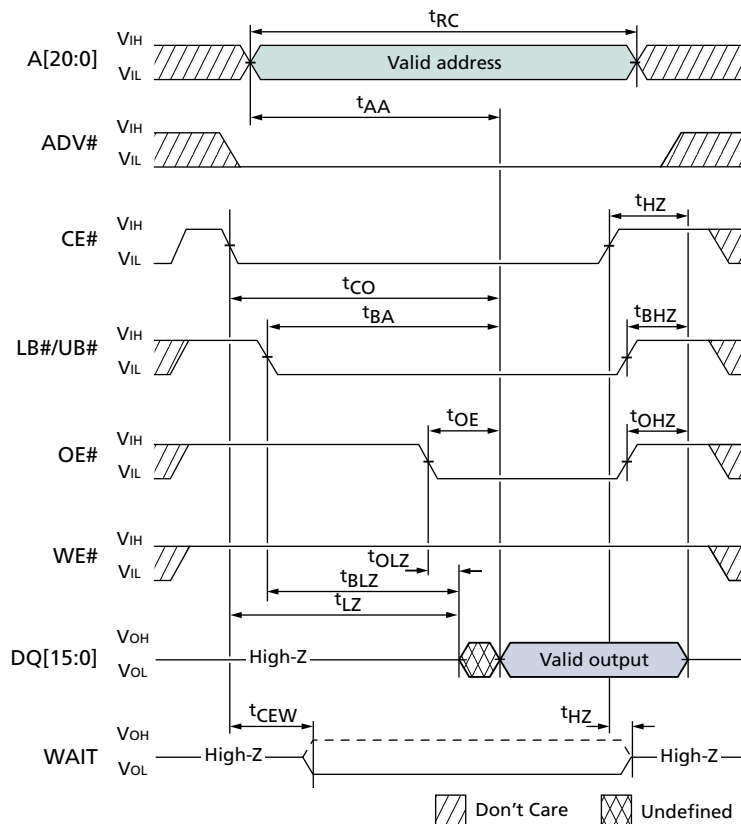 tRC
A[20:0] VIH VIL Valid address
tAA
ADV# VIH VIL
tHZ
CE# VIH VIL
tCO
tBA tBHZ
LB#/UB# VIH VIL
tOE tOHZ
OE# VIH VIL
WE# VIH VIL
tOLZ
tBLZ
tLZ
DQ[15:0] VOH VOL High-Z Valid output
tCEW tHZ
WAIT VOH VOL High-Z High-Z
Don't Care Undefined